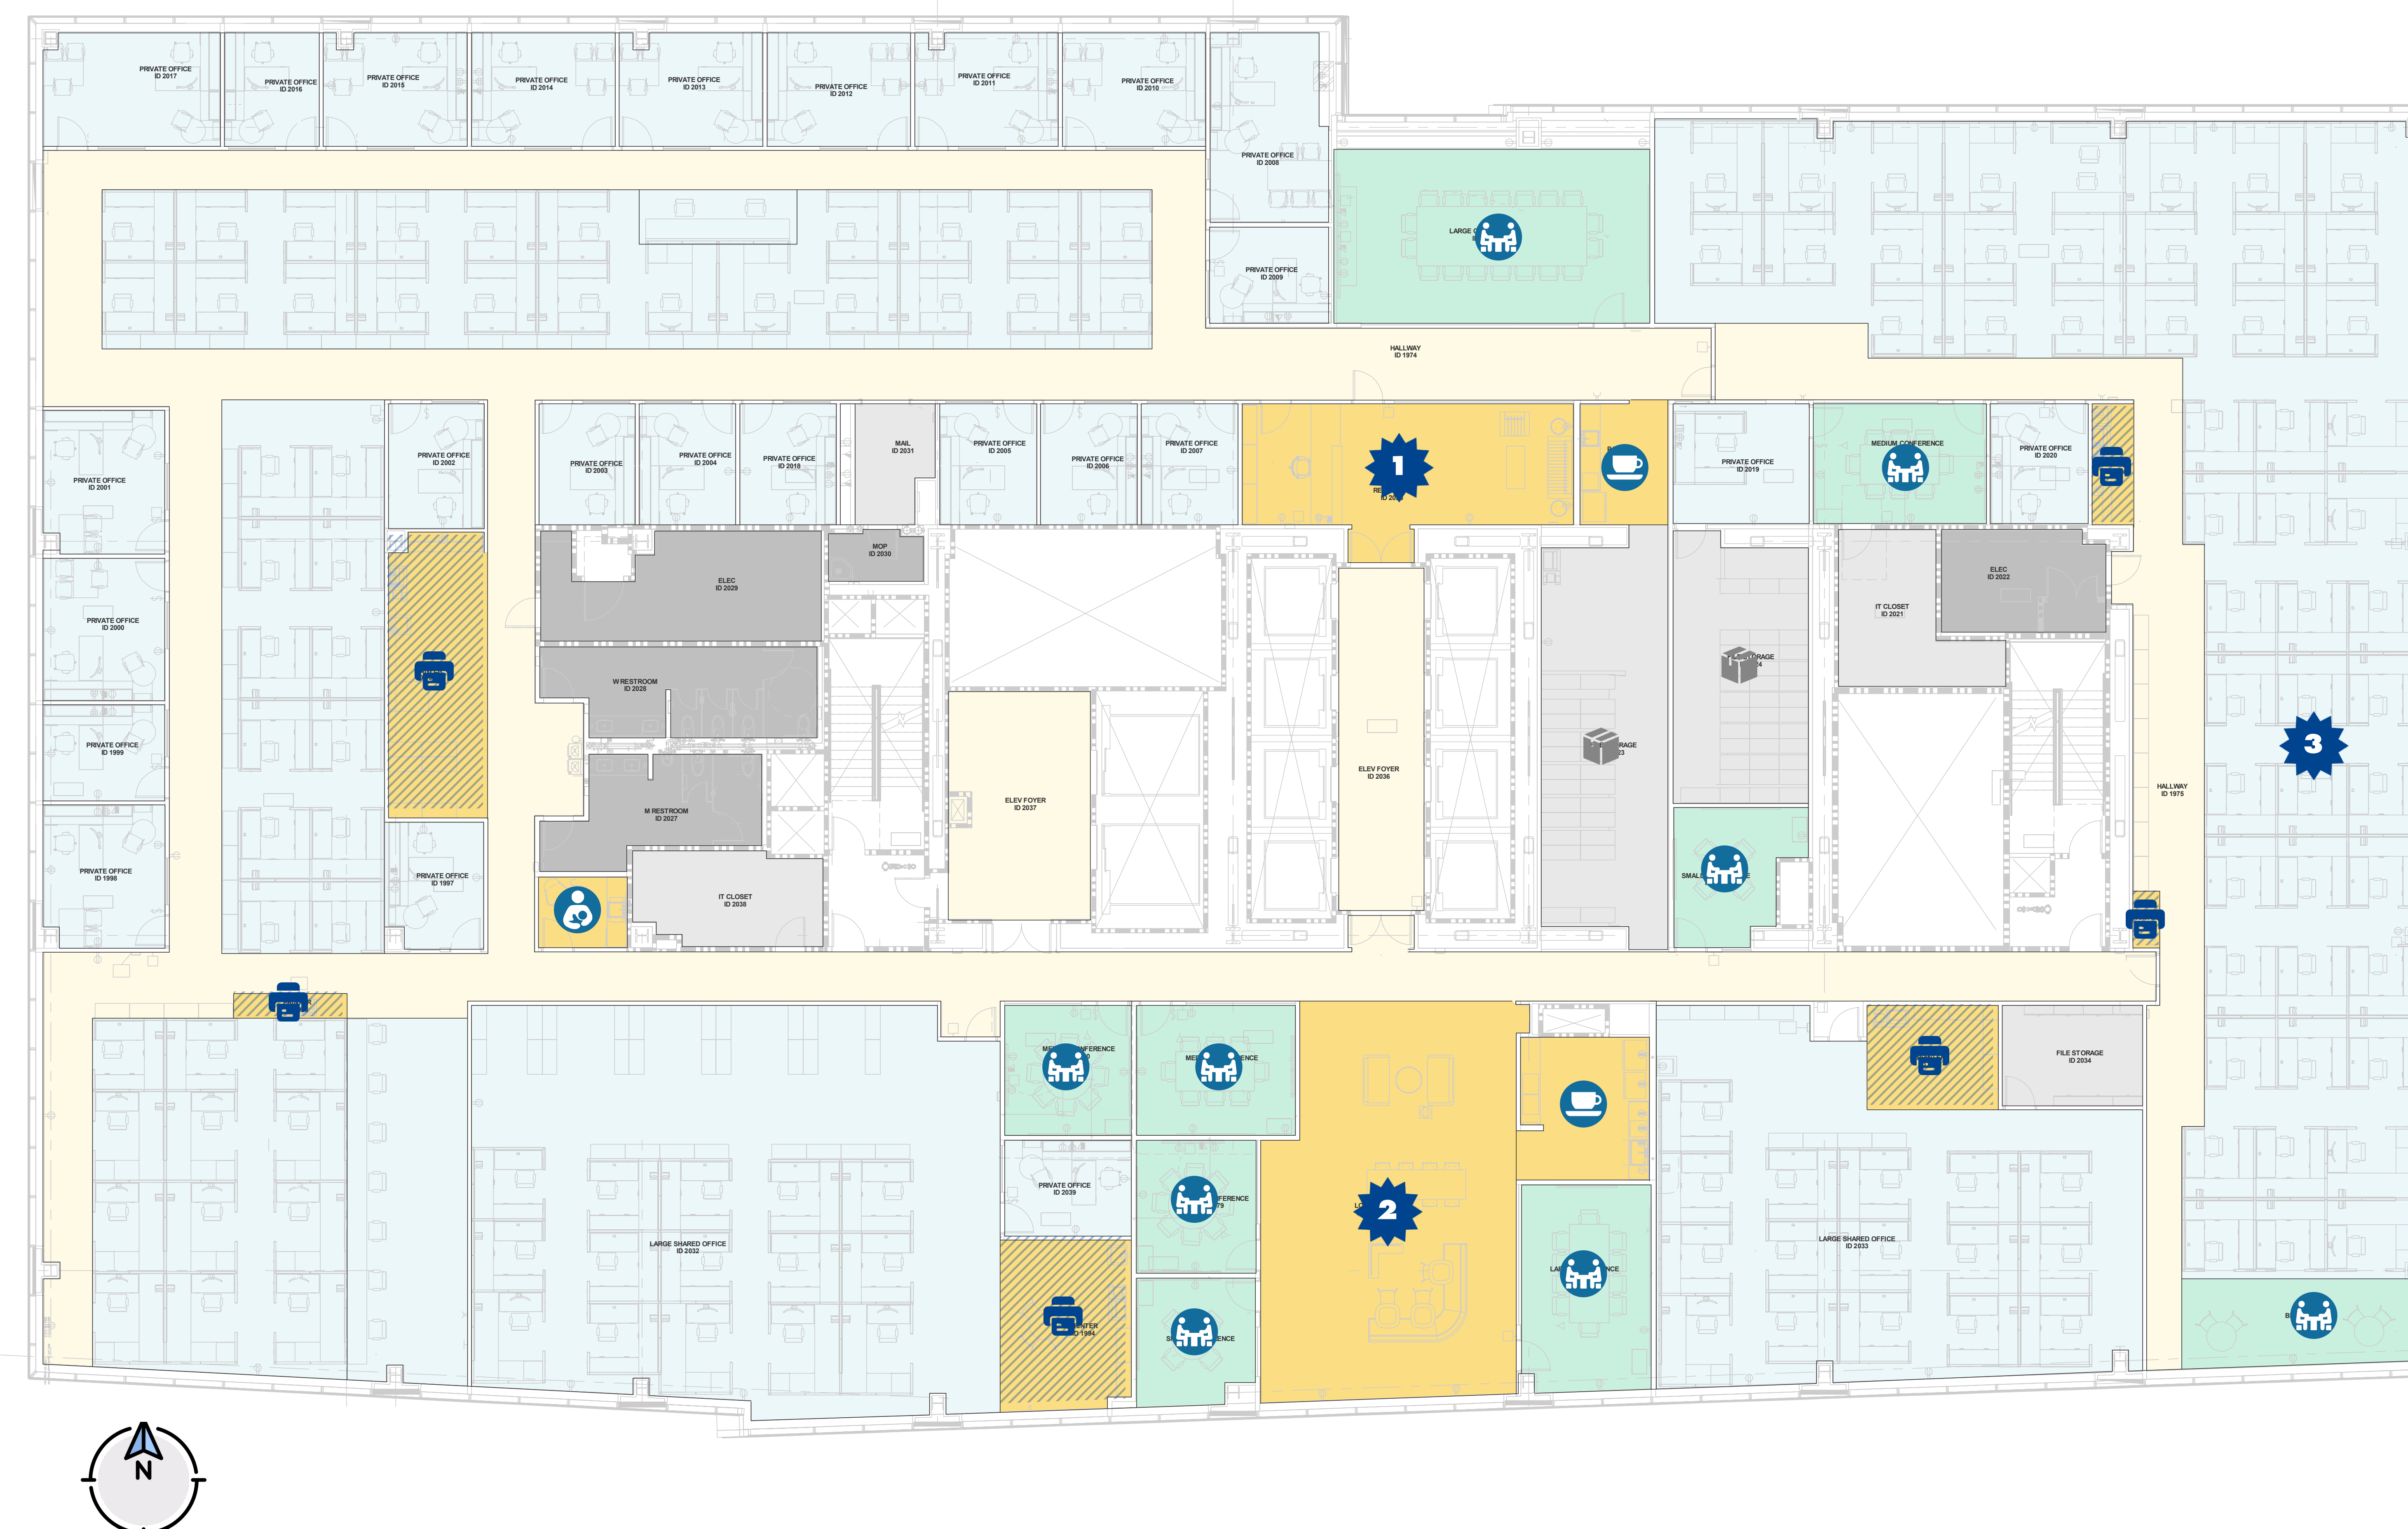 PRIVATE OFFICE
ID 2017
PRIVATE OFFICE
ID 2016
PRIVATE OFFICE
ID 2015
PRIVATE OFFICE
ID 2014
PRIVATE OFFICE
ID 2013
PRIVATE OFFICE
ID 2012
PRIVATE OFFICE
ID 2011
PRIVATE OFFICE
ID 2010
PRIVATE OFFICE
ID 2008
PRIVATE OFFICE
ID 2009
LARGE
HALLWAY
ID 1974
PRIVATE OFFICE
ID 2001
PRIVATE OFFICE
ID 2002
PRIVATE OFFICE
ID 2003
PRIVATE OFFICE
ID 2004
PRIVATE OFFICE
ID 2018
MAIL
ID 2031
PRIVATE OFFICE
ID 2005
PRIVATE OFFICE
ID 2006
PRIVATE OFFICE
ID 2007
1
PRIVATE OFFICE
ID 2019
MEDIUM CONFERENCE
PRIVATE OFFICE
ID 2020
MOP
ID 2030
ELEC
ID 2029
ELEC
ID 2022
IT CLOSET
ID 2021
PRIVATE OFFICE
ID 2000
W RESTROOM
ID 2028
PRIVATE OFFICE
ID 1999
ELEV FOYER
ID 2036
3
HALLWAY
ID 1975
ELEV FOYER
ID 2037
M RESTROOM
ID 2027
PRIVATE OFFICE
ID 1998
PRIVATE OFFICE
ID 1997
IT CLOSET
ID 2038
FILE STORAGE
ID 2034
PRIVATE OFFICE
ID 2039
2
LARGE SHARED OFFICE
ID 2032
LARGE SHARED OFFICE
ID 2033
ID 1994
N